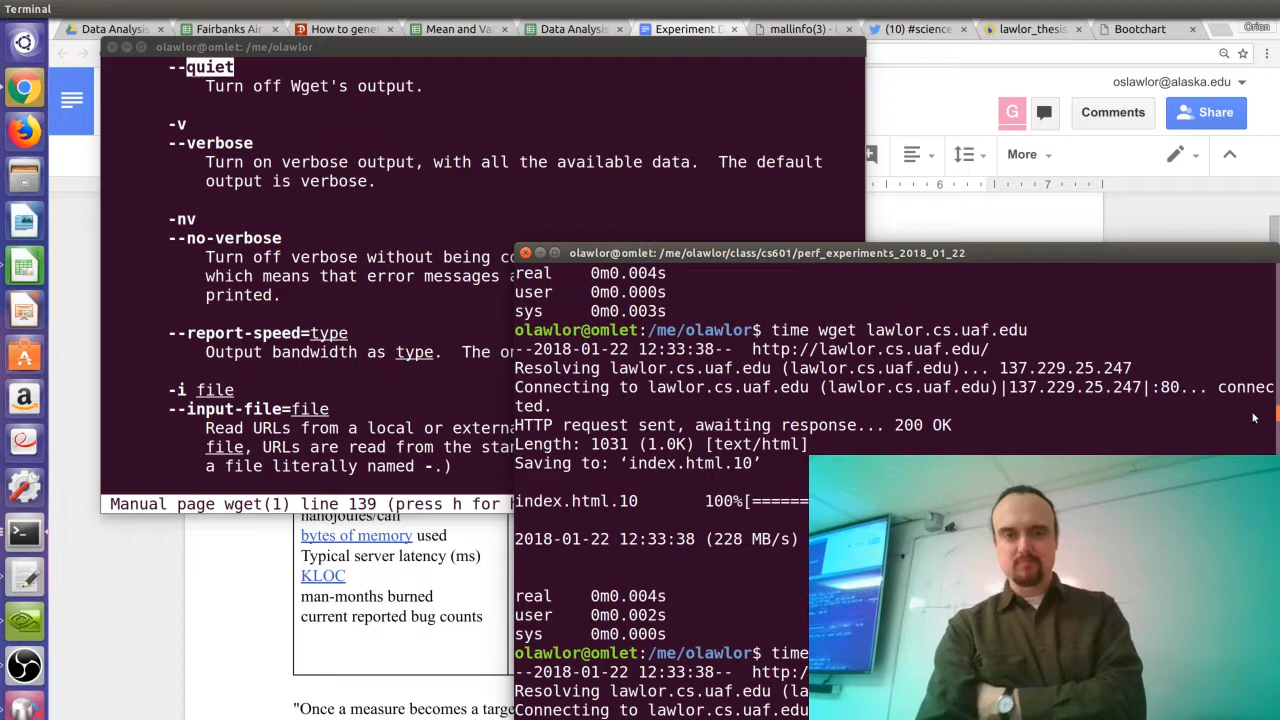 Terminal
Data Analysis
Fairbanks Air
How to gener
Mean and Var
Data Analysis
Experiment D
mallinfo(3) - L
(10) #science
lawlor_thesis
Bootchart
Orion
olawlor@omlet: /me/olawlor
oslawlor@alaska.edu
G
Comments
Share
More
6
7
--quiet
Turn off Wget's output.
-v
--verbose
Turn on verbose output, with all the available data.  The default
output is verbose.
-nv
--no-verbose
Turn off verbose without being co
which means that error messages a
printed.
--report-speed=type
Output bandwidth as type.  The on
-i file
--input-file=file
Read URLs from a local or externa
file, URLs are read from the stan
a file literally named -.)
Manual page wget(1) line 139 (press h for h
olawlor@omlet: /me/olawlor/class/cs601/perf_experiments_2018_01_22
real    0m0.004s
user    0m0.000s
sys     0m0.003s
olawlor@omlet:/me/olawlor$ time wget lawlor.cs.uaf.edu
--2018-01-22 12:33:38--  http://lawlor.cs.uaf.edu/
Resolving lawlor.cs.uaf.edu (lawlor.cs.uaf.edu)... 137.229.25.247
Connecting to lawlor.cs.uaf.edu (lawlor.cs.uaf.edu)|137.229.25.247|:80... connec
ted.
HTTP request sent, awaiting response... 200 OK
Length: 1031 (1.0K) [text/html]
Saving to: ‘index.html.10’
index.html.10       100%[======
2018-01-22 12:33:38 (228 MB/s)
real    0m0.004s
user    0m0.002s
sys     0m0.000s
olawlor@omlet:/me/olawlor$ time
--2018-01-22 12:33:38--  http:/
Resolving lawlor.cs.uaf.edu (la
Connecting to lawlor.cs.uaf.edu
nanojoules/call
bytes of memory used
Typical server latency (ms)
KLOC
man-months burned
current reported bug counts
"Once a measure becomes a targe